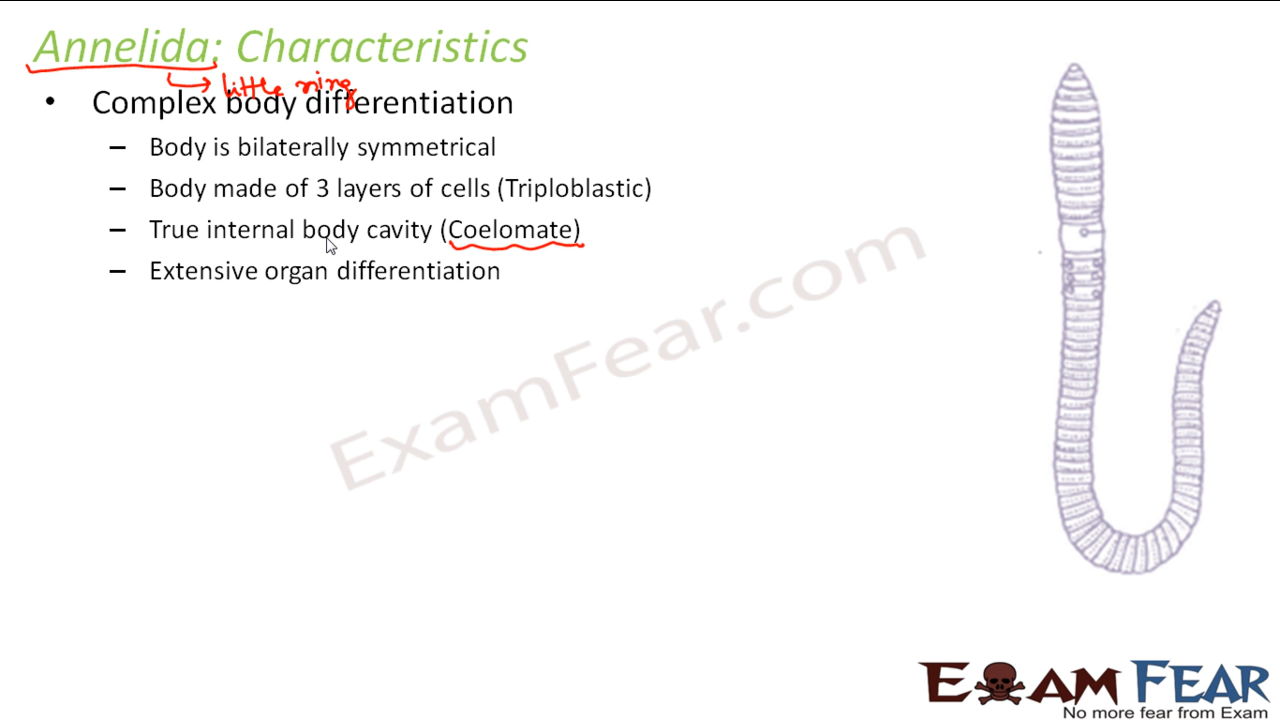 Annelida: Characteristics
little ring
• Complex body differentiation
– Body is bilaterally symmetrical
– Body made of 3 layers of cells (Triploblastic)
– True internal body cavity (Coelomate)
– Extensive organ differentiation
ExamFear.com
EXAM FEAR
No more fear from Exam